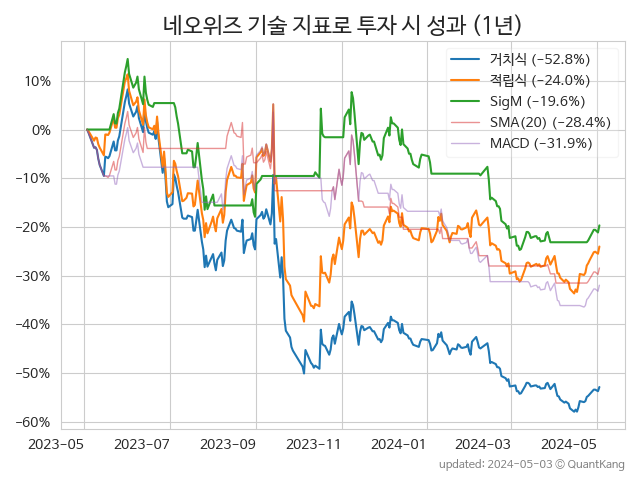 네오위즈 기술 지표로 투자 시 성과 (1년)
거치식 (−52.8%)
적립식 (−24.0%)
SigM (−19.6%)
SMA(20) (−28.4%)
MACD (−31.9%)
10%
0%
−10%
−20%
−30%
−40%
−50%
−60%
2023-05 2023-07 2023-09 2023-11 2024-01 2024-03 2024-05
updated: 2024-05-03 ⓒ QuantKang